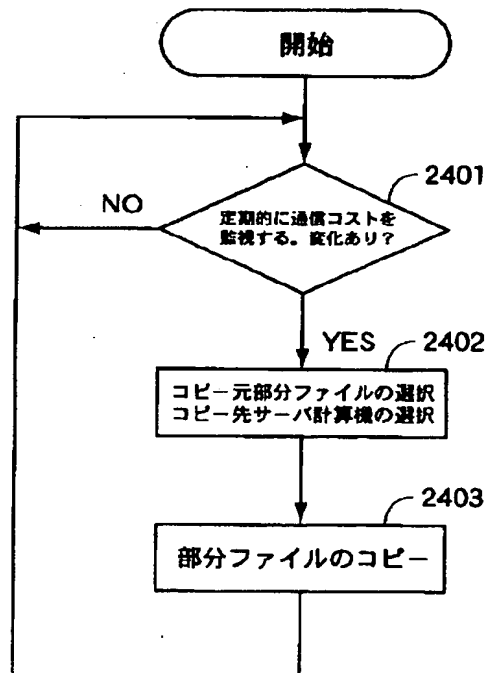 開始
2401
NO
定期的に通信コストを
監視する。変化あり?
YES
2402
コピー元部分ファイルの選択
コピー先サーバ計算機の選択
2403
部分ファイルのコピー